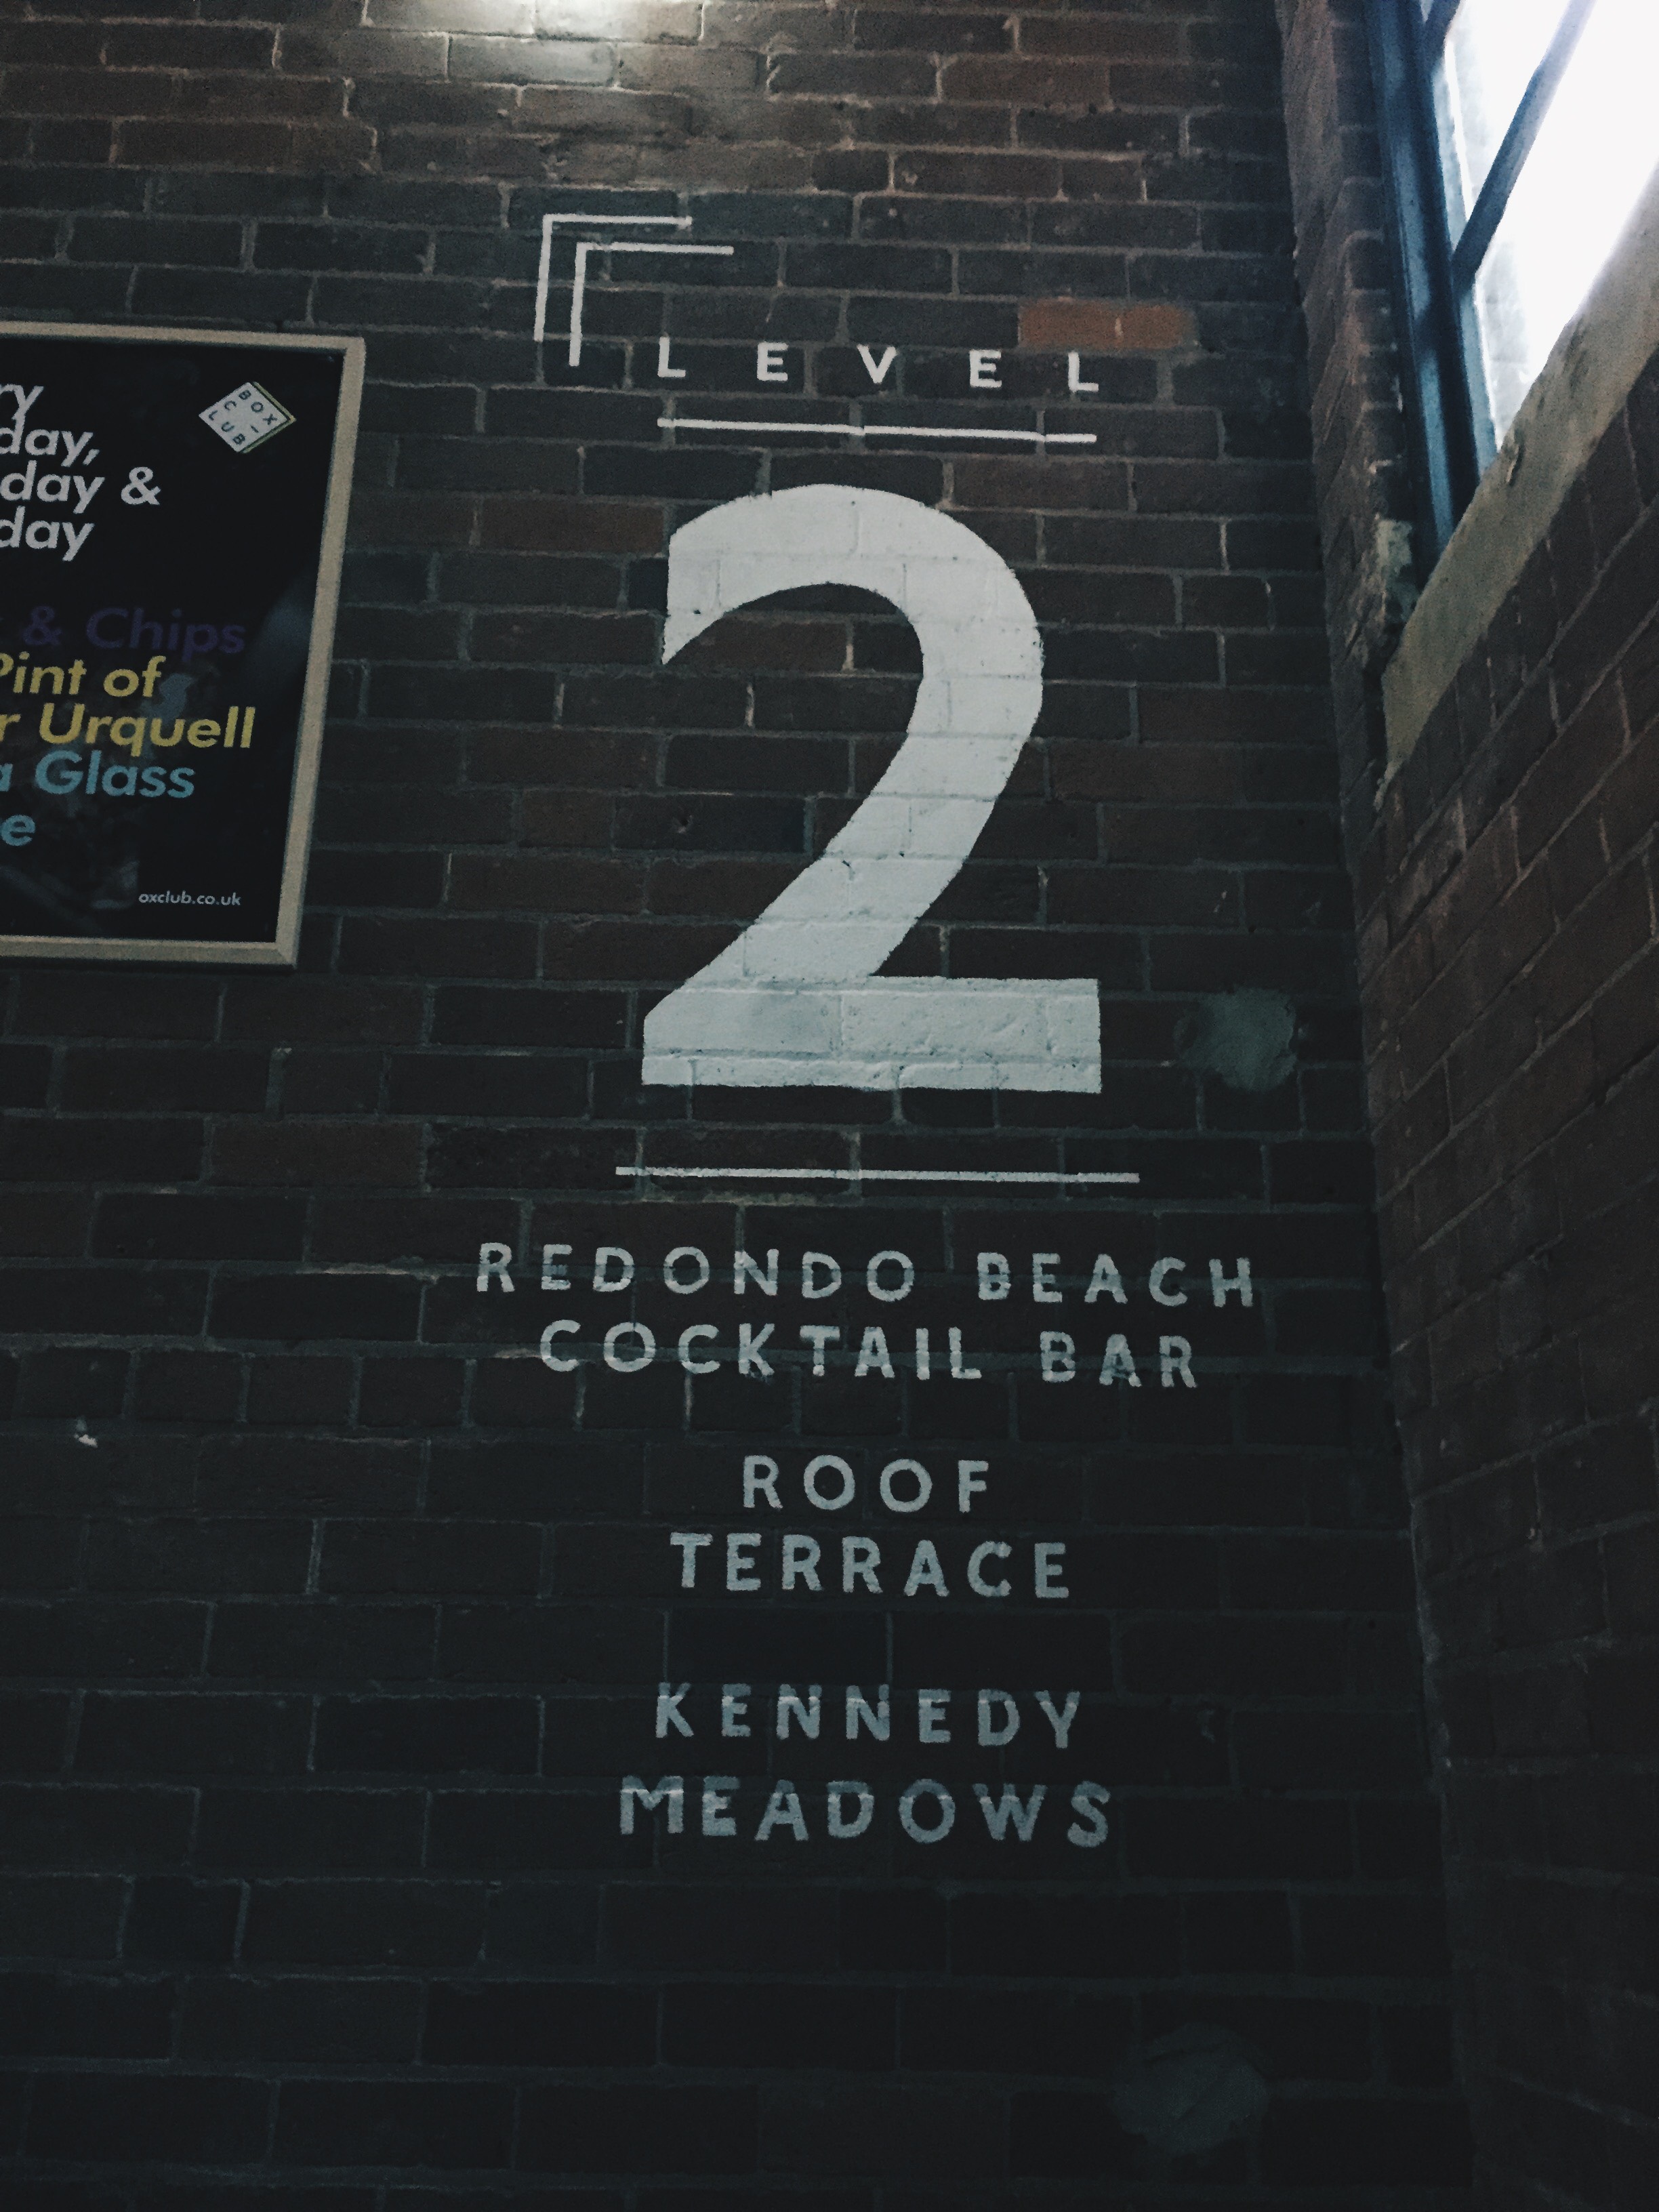 LEVEL
2
REDONDO BEACH
COCKTAIL BAR
ROOF
TERRACE
KENNEDY
MEADOWS
ry
day,
day &
day
& Chips
Pint of
r Urquell
a Glass
e
BOX
CLUB
oxclub.co.uk